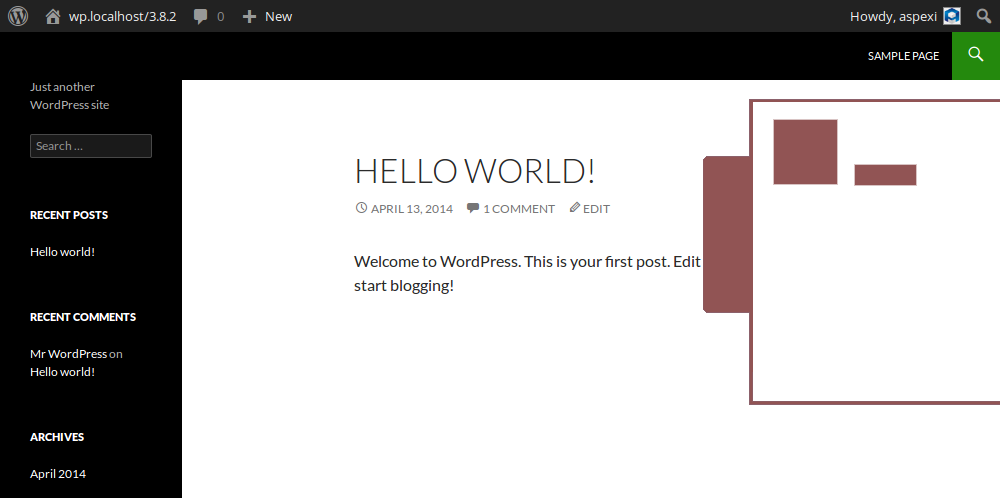 wp.localhost/3.8.2 0 New Howdy, aspexi
SAMPLE PAGE
Just another
WordPress site
Search ...
RECENT POSTS
Hello world!
RECENT COMMENTS
Mr WordPress on
Hello world!
ARCHIVES
April 2014
HELLO WORLD!
APRIL 13, 2014 1 COMMENT EDIT
Welcome to WordPress. This is your first post. Edit
start blogging!